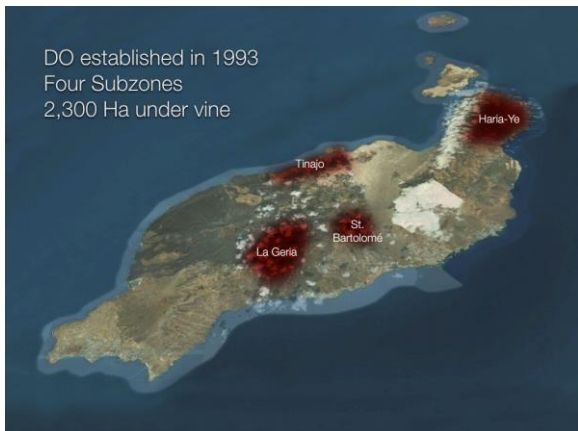 DO established in 1993
Four Subzones
2,300 Ha under vine
Haria-Ye
Tinajo
St.
Bartolomé
La Geria